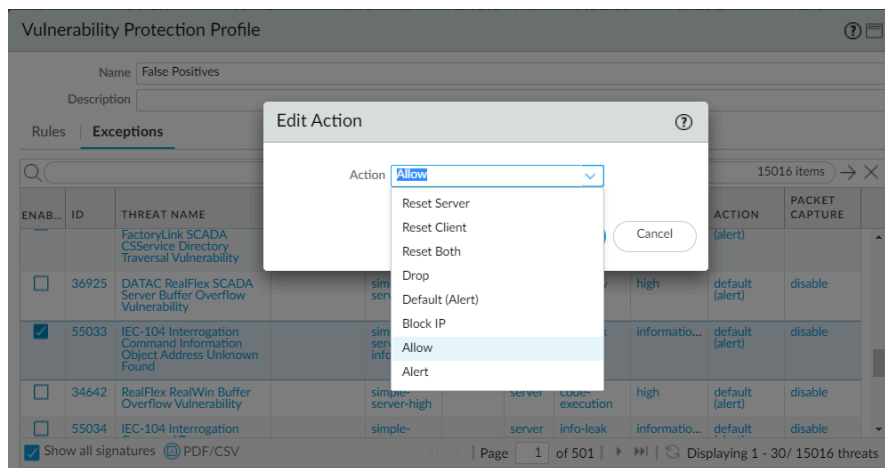 Vulnerability Protection Profile
Name False Positives
Description
Rules Exceptions
15016 items
ENAB... ID THREAT NAME ACTION PACKET CAPTURE
FactoryLink SCADA
CSService Directory
Traversal Vulnerability
(alert)
36925 DATAC RealFlex SCADA
Server Buffer Overflow
Vulnerability
high default
(alert)
disable
55033 IEC-104 Interrogation
Command Information
Object Address Unknown
Found
informatio... default
(alert)
disable
34642 RealFlex RealWin Buffer
Overflow Vulnerability
simple-
server-high
server code-
execution
high default
(alert)
disable
55034 IEC-104 Interrogation
simple-
server info-leak informatio... default
disable
Show all signatures PDF/CSV
Page 1 of 501
Displaying 1 - 30/ 15016 threats
Edit Action
Action Allow
Reset Server
Reset Client
Reset Both
Drop
Default (Alert)
Block IP
Allow
Alert
Cancel